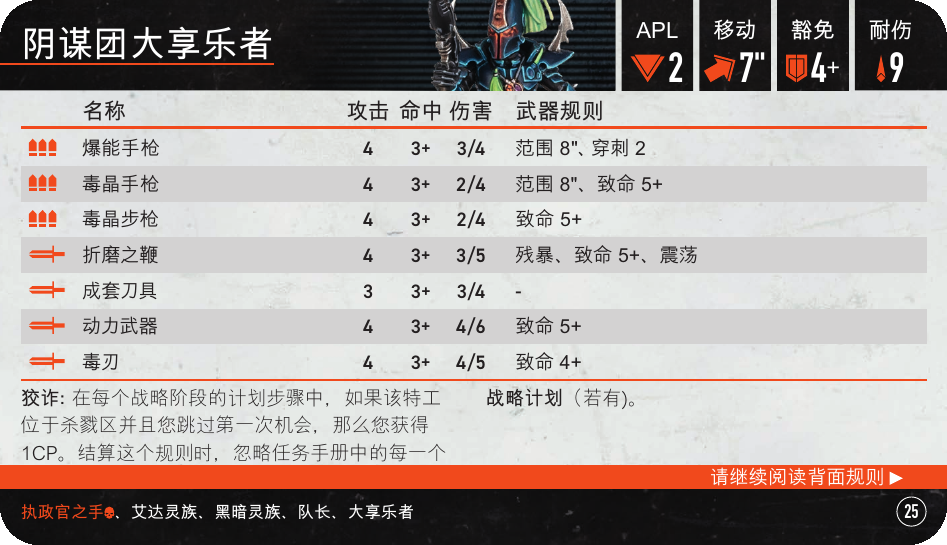 阴谋团大享乐者
APL 移动 豁免 耐伤
2 7" 4+ 9
名称 攻击 命中 伤害 武器规则
爆能手枪 4 3+ 3/4 范围 8"、穿刺 2
毒晶手枪 4 3+ 2/4 范围 8"、致命 5+
毒晶步枪 4 3+ 2/4 致命 5+
折磨之鞭 4 3+ 3/5 残暴、致命 5+、震荡
成套刀具 3 3+ 3/4 -
动力武器 4 3+ 4/6 致命 5+
毒刃 4 3+ 4/5 致命 4+
狡诈: 在每个战略阶段的计划步骤中，如果该特工
位于杀戮区并且您跳过第一次机会，那么您获得
1CP。结算这个规则时，忽略任务手册中的每一个
战略计划（若有)。
请继续阅读背面规则 ▶
执政官之手、艾达灵族、黑暗灵族、队长、大享乐者
25